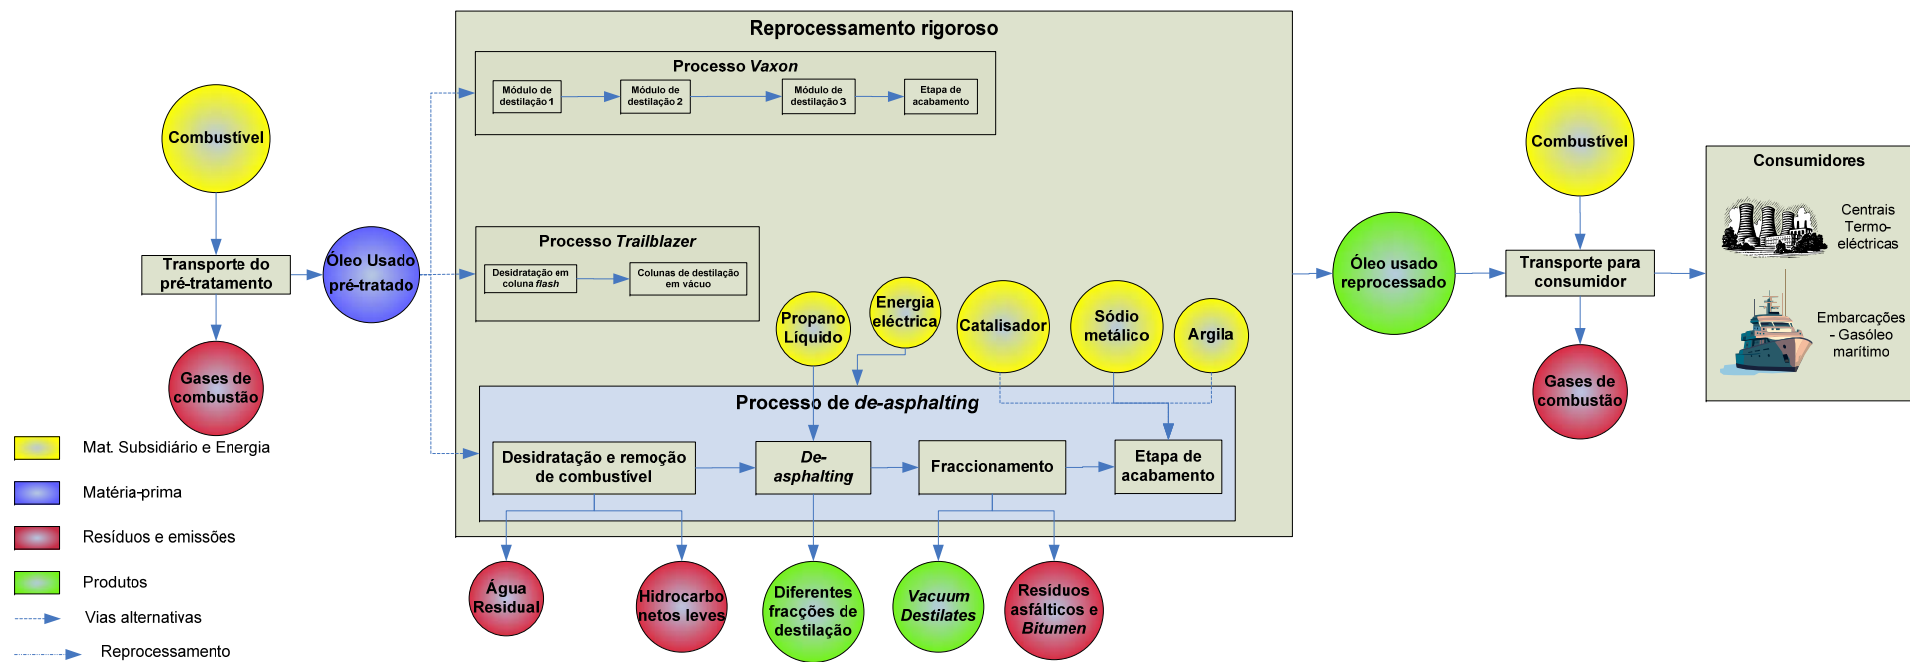 Reprocessamento rigoroso
Processo Vaxon
Módulo de
destilação 1
Módulo de
destilação 2
Módulo de
destilação 3
Etapa de
acabamento
Combustível
Transporte do
pré-tratamento
Gases de
combustão
Óleo Usado
pré-tratado
Processo Trailblazer
Desidratação em
coluna flash
Colunas de destilação
em vácuo
Propano
Líquido
Energia
eléctrica
Catalisador
Sódio
metálico
Argila
Processo de de-asphalting
Desidratação e remoção
de combustível
De-
asphalting
Fraccionamento
Etapa de
acabamento
Água
Residual
Hidrocarbo
netos leves
Diferentes
fracções de
destilação
Vacuum
Destilates
Resíduos
asfálticos e
Bitumen
Óleo usado
reprocessado
Combustível
Transporte para
consumidor
Gases de
combustão
Consumidores
Centrais
Termo-
eléctricas
Embarcações
- Gasóleo
marítimo
Mat. Subsidiário e Energia
Matéria-prima
Resíduos e emissões
Produtos
Vias alternativas
Reprocessamento